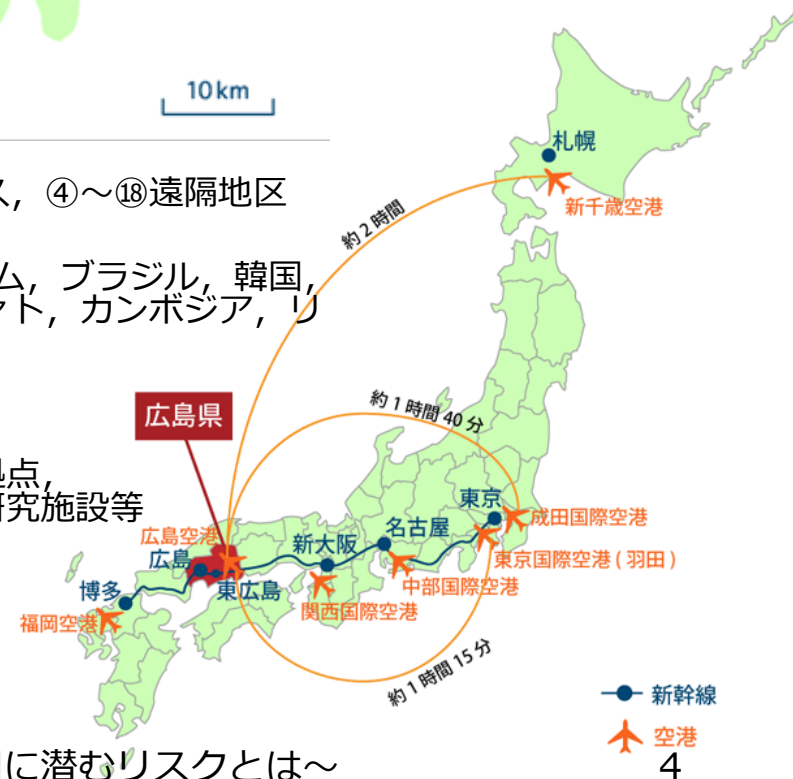 10km
ス，④～⑱遠隔地区
ム，ブラジル，韓国，
ァト，カンボジア，リ
拠点，
研究施設等
札幌
新千歳空港
約2時間
約1時間40分
広島県
東京
成田国際空港
名古屋
東京国際空港(羽田)
新大阪
中部国際空港
広島空港
広島
東広島
関西国際空港
博多
福岡空港
約1時間15分
新幹線
空港
に潜むリスクとは～
4